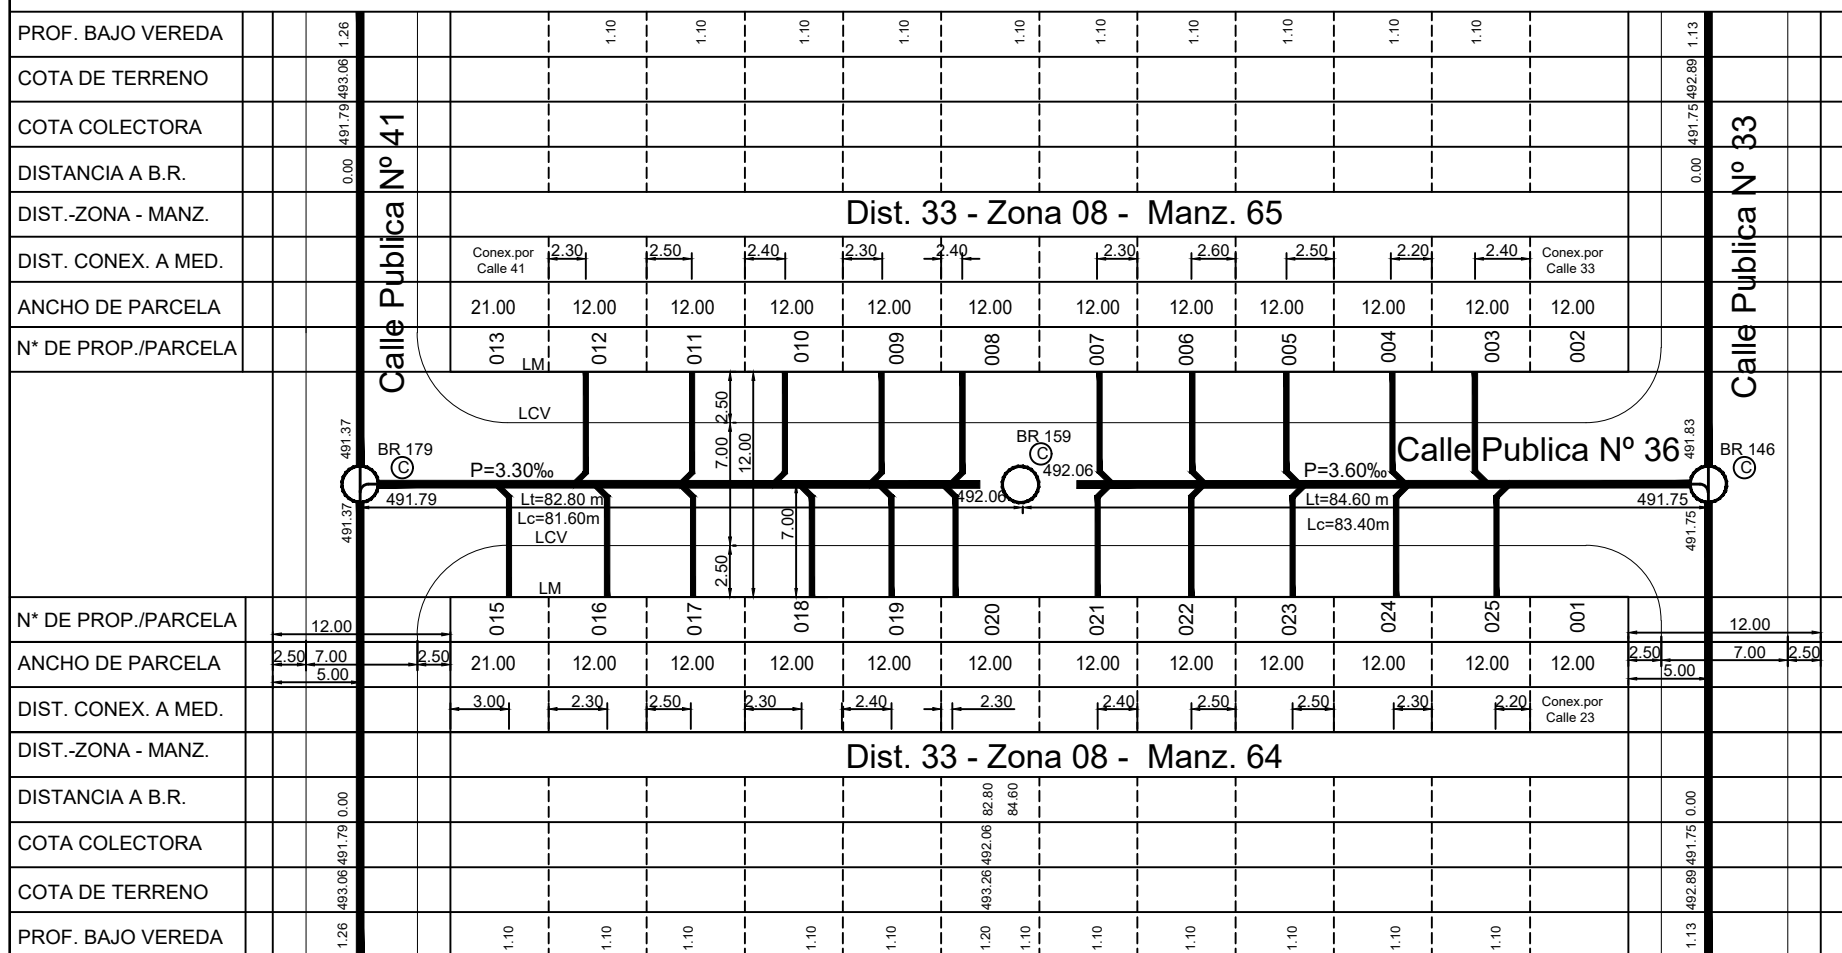 PROF. BAJO VEREDA 1.26 1.10 1.10 1.10 1.10 1.10 1.10 1.10 1.10 1.10 1.10 1.13
COTA DE TERRENO 493.06 492.89
COTA COLECTORA 491.79 491.75
DISTANCIA A B.R. 0.00 0.00
Calle Publica Nº 41
Calle Publica Nº 33
DIST.-ZONA - MANZ. Dist. 33 - Zona 08 - Manz. 65
DIST. CONEX. A MED. Conex.por 2.30 2.50 2.40 2.30 2.40 2.30 2.60 2.50 2.20 2.40 Conex.por
Calle 41 Calle 33
ANCHO DE PARCELA 21.00 12.00 12.00 12.00 12.00 12.00 12.00 12.00 12.00 12.00 12.00 12.00
N* DE PROP./PARCELA 013 012 011 010 009 008 007 006 005 004 003 002
LM
2.50
LCV
491.37 BR 179 C 7.00 12.00 BR 159 C Calle Publica Nº 36 491.83 BR 146 C
P=3.30‰ 492.06 P=3.60‰
491.79 Lt=82.80 m 492.06 Lt=84.60 m 491.75
491.37 Lc=81.60m 7.00 Lc=83.40m 491.75
LCV
2.50
LM
N* DE PROP./PARCELA 015 016 017 018 019 020 021 022 023 024 025 001
12.00 12.00
ANCHO DE PARCELA 2.50 7.00 2.50 21.00 12.00 12.00 12.00 12.00 12.00 12.00 12.00 12.00 12.00 12.00 12.00 2.50 7.00 2.50
5.00 5.00
DIST. CONEX. A MED. 3.00 2.30 2.50 2.30 2.40 2.30 2.40 2.50 2.50 2.30 2.20 Conex.por
Calle 23
DIST.-ZONA - MANZ. Dist. 33 - Zona 08 - Manz. 64
DISTANCIA A B.R. 0.00 82.80 84.60 0.00
COTA COLECTORA 491.79 492.06 491.75
COTA DE TERRENO 493.06 493.26 492.89
PROF. BAJO VEREDA 1.26 1.10 1.10 1.10 1.10 1.10 1.20 1.10 1.10 1.10 1.10 1.10 1.10 1.13